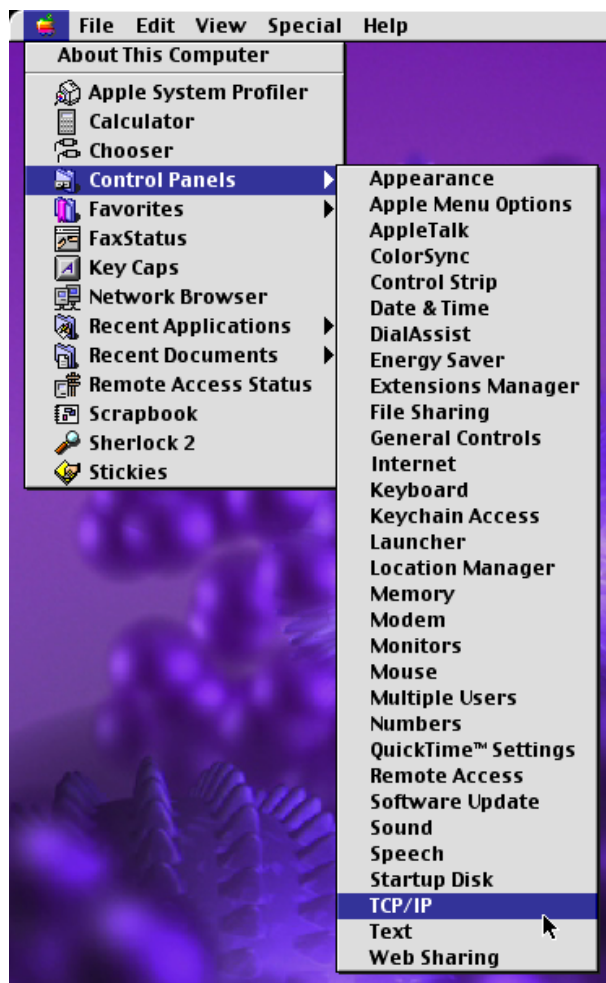 File Edit View Special Help
About This Computer
Apple System Profiler
Calculator
Chooser
Control Panels
Favorites
FaxStatus
Key Caps
Network Browser
Recent Applications
Recent Documents
Remote Access Status
Scrapbook
Sherlock 2
Stickies
Appearance
Apple Menu Options
AppleTalk
ColorSync
Control Strip
Date & Time
DialAssist
Energy Saver
Extensions Manager
File Sharing
General Controls
Internet
Keyboard
Keychain Access
Launcher
Location Manager
Memory
Modem
Monitors
Mouse
Multiple Users
Numbers
QuickTime™ Settings
Remote Access
Software Update
Sound
Speech
Startup Disk
TCP/IP
Text
Web Sharing